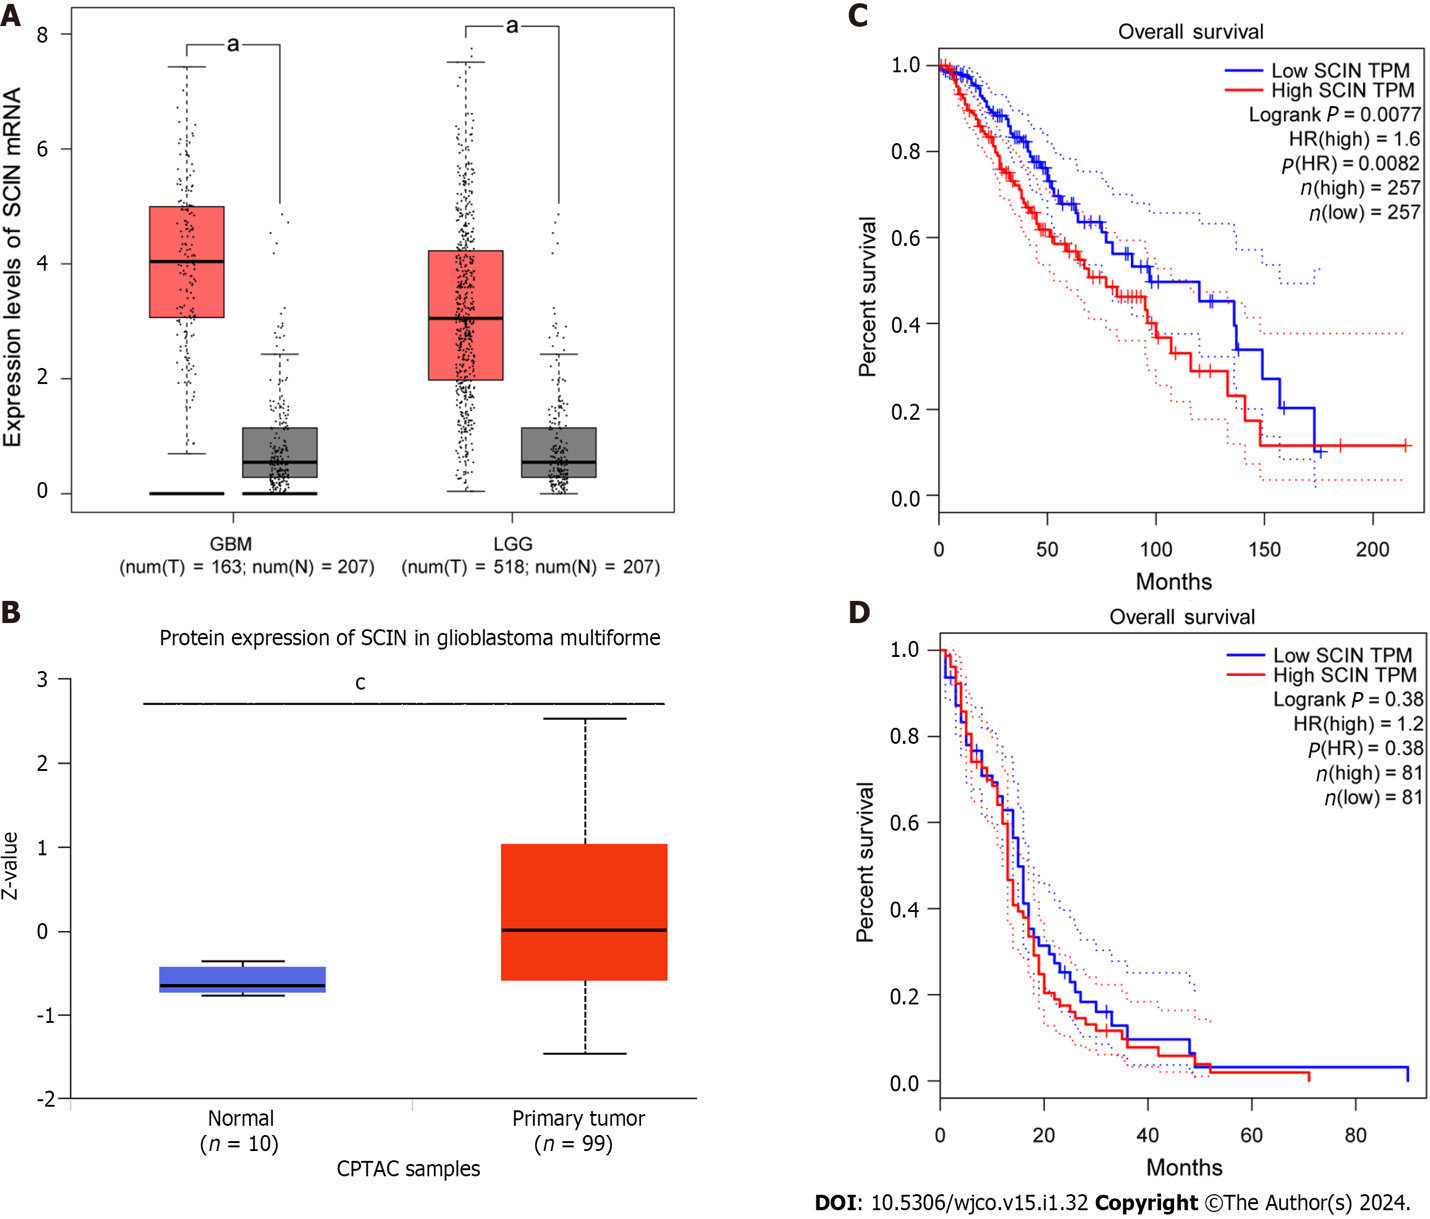 A
Expression levels of SCIN mRNA
8
6
4
2
0
a
a
GBM
(num(T) = 163; num(N) = 207)
LGG
(num(T) = 518; num(N) = 207)
B
Protein expression of SCIN in glioblastoma multiforme
Z-value
3
2
1
0
-1
-2
c
Normal
(n = 10)
Primary tumor
(n = 99)
CPTAC samples
C
Overall survival
Percent survival
1.0
0.8
0.6
0.4
0.2
0.0
Low SCIN TPM
High SCIN TPM
Logrank P = 0.0077
HR(high) = 1.6
P(HR) = 0.0082
n(high) = 257
n(low) = 257
0 50 100 150 200
Months
D
Overall survival
Percent survival
1.0
0.8
0.6
0.4
0.2
0.0
Low SCIN TPM
High SCIN TPM
Logrank P = 0.38
HR(high) = 1.2
P(HR) = 0.38
n(high) = 81
n(low) = 81
0 20 40 60 80
Months
DOI: 10.5306/wjco.v15.i1.32 Copyright ©The Author(s) 2024.